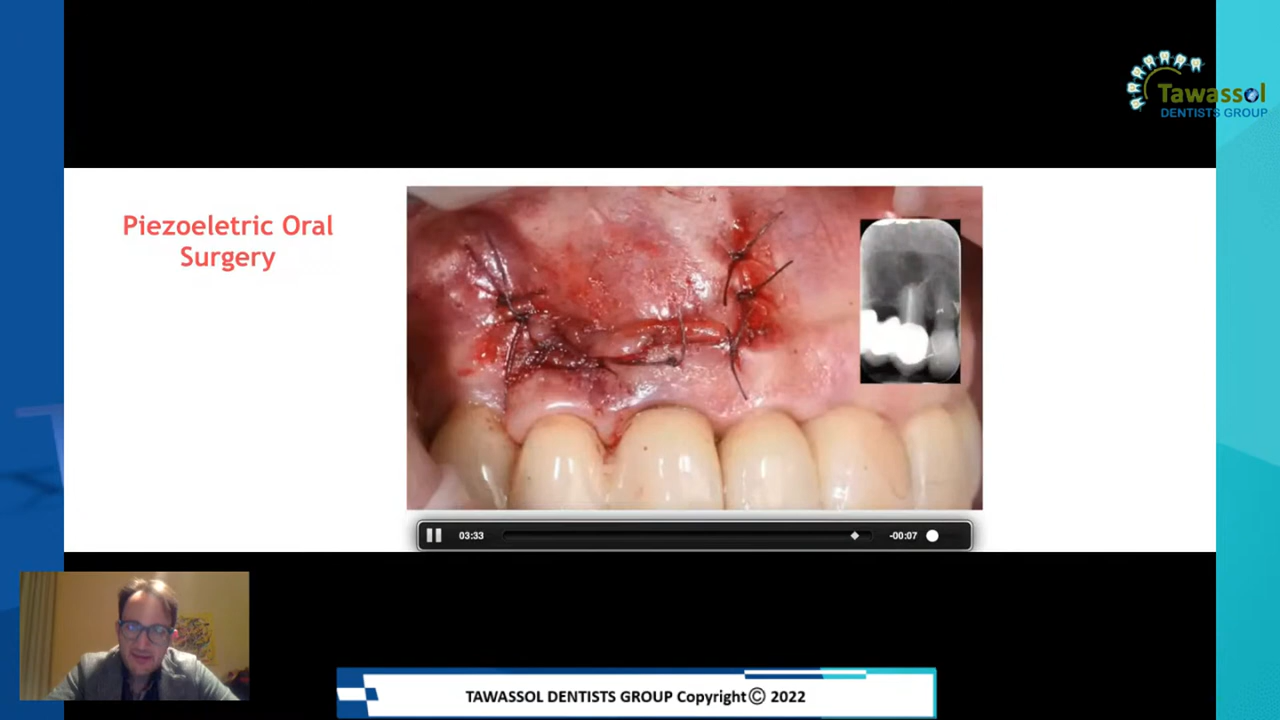 Tawassol
DENTISTS GROUP
Piezoeletric Oral
Surgery
03:33
-00:07
TAWASSOL DENTISTS GROUP Copyright© 2022